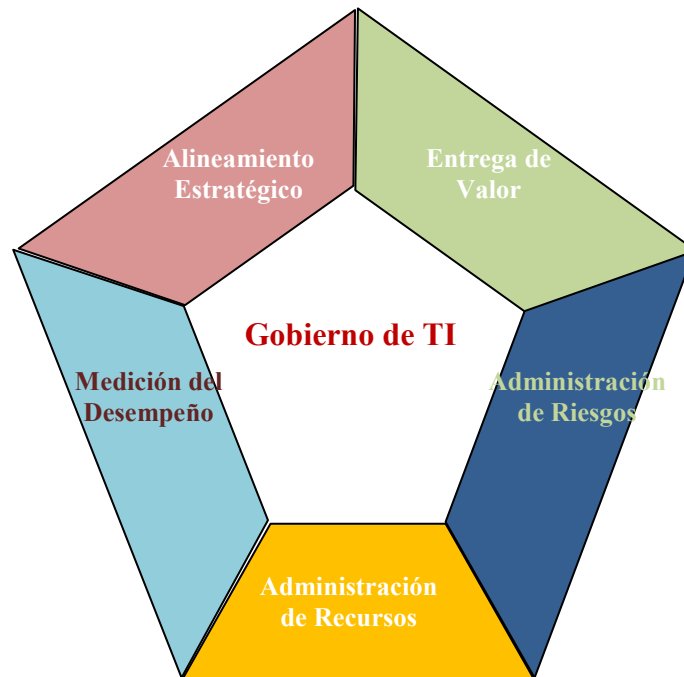 Alineamiento
Estratégico
Entrega de
Valor
Gobierno de TI
Medición del
Desempeño
Administración
de Riesgos
Administración
de Recursos